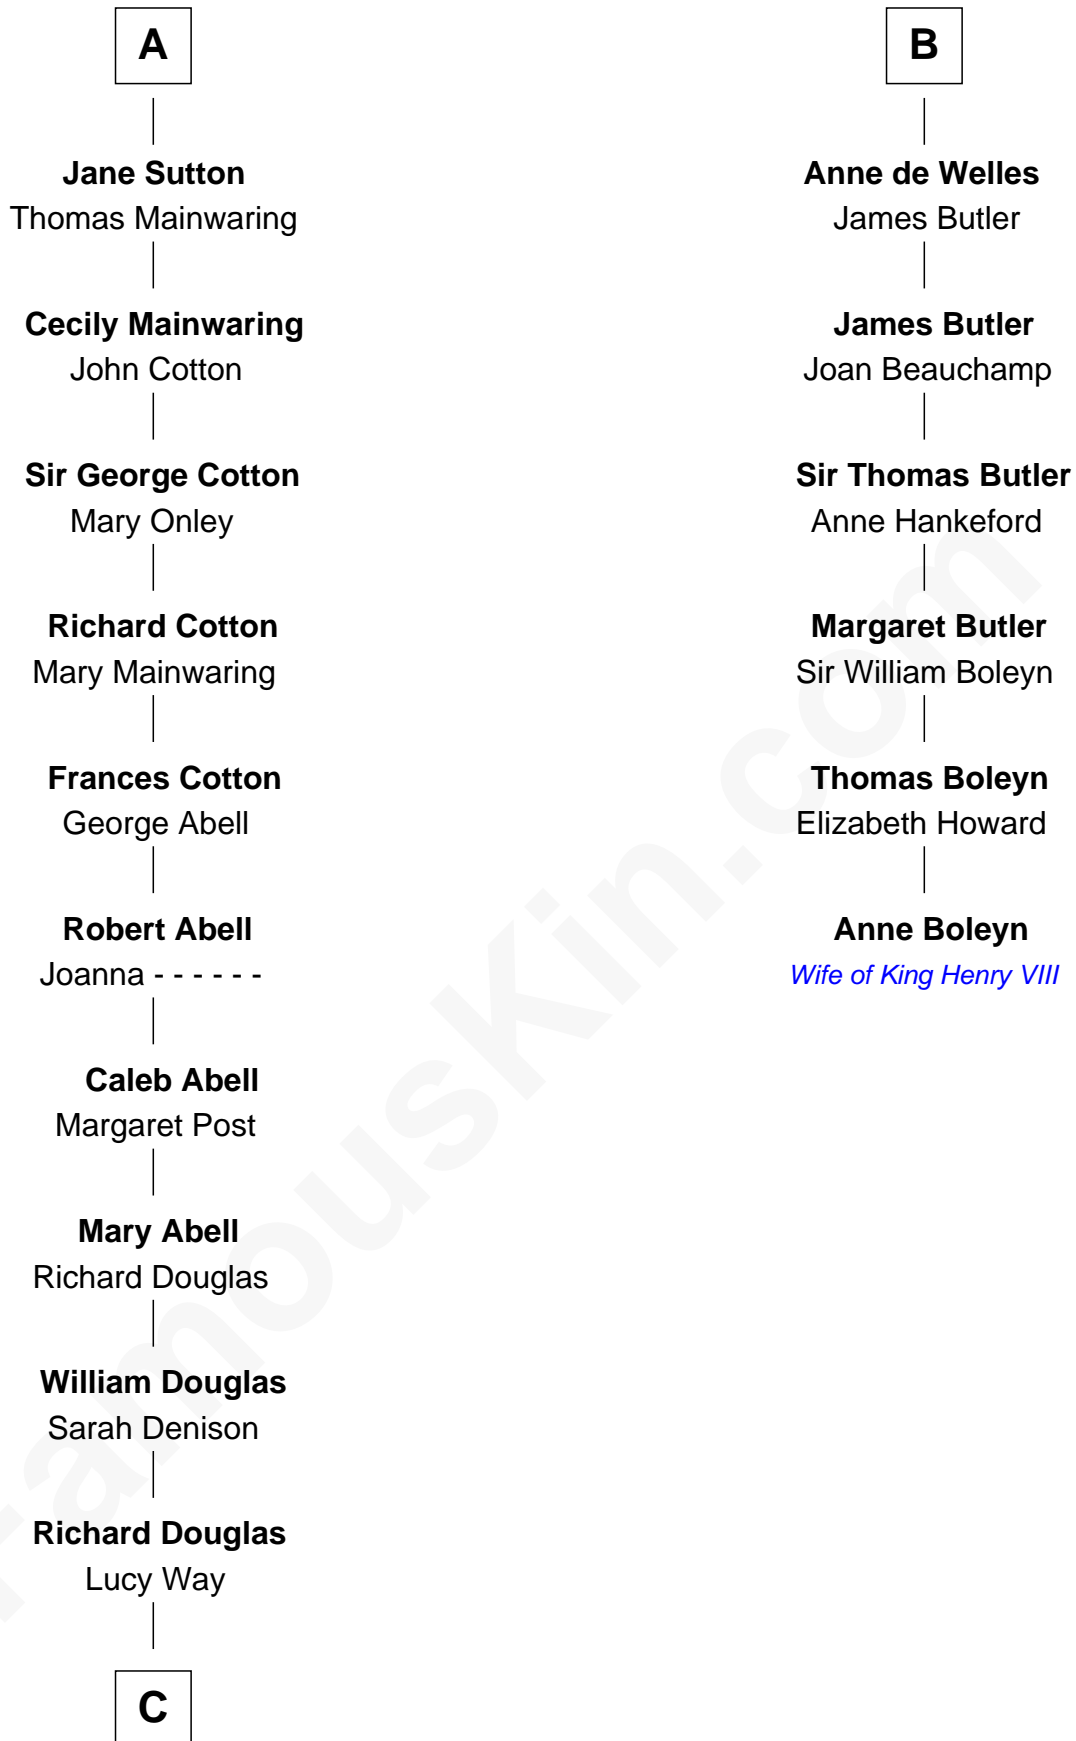 A
Jane Sutton
Thomas Mainwaring
Cecily Mainwaring
John Cotton
Sir George Cotton
Mary Onley
Richard Cotton
Mary Mainwaring
Frances Cotton
George Abell
Robert Abell
Joanna - - - - - -
Caleb Abell
Margaret Post
Mary Abell
Richard Douglas
William Douglas
Sarah Denison
Richard Douglas
Lucy Way
C
B
Anne de Welles
James Butler
James Butler
Joan Beauchamp
Sir Thomas Butler
Anne Hankeford
Margaret Butler
Sir William Boleyn
Thomas Boleyn
Elizabeth Howard
Anne Boleyn
Wife of King Henry VIII
FamousKin.com